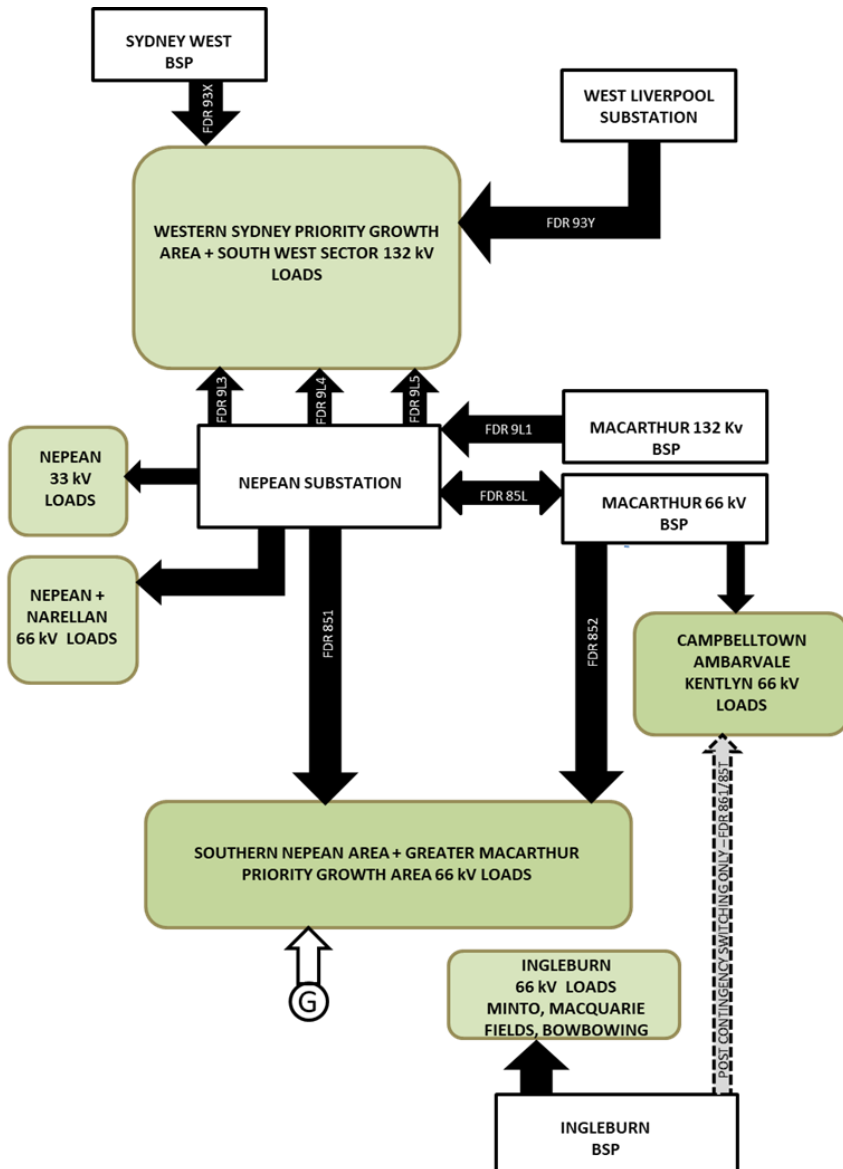 SYDNEY WEST
BSP
FDR 93X
WEST LIVERPOOL
SUBSTATION
FDR 93Y
WESTERN SYDNEY PRIORITY GROWTH
AREA + SOUTH WEST SECTOR 132 kV
LOADS
FDR 9L3
FDR 9L4
FDR 9L5
NEPEAN
33 kV
LOADS
NEPEAN SUBSTATION
FDR 9L1
MACARTHUR 132 Kv
BSP
FDR 85L
MACARTHUR 66 kV
BSP
NEPEAN +
NARELLAN
66 kV LOADS
FDR 851
FDR 852
CAMPBELLTOWN
AMBARVALE
KENTLYN 66 kV
LOADS
POST CONTINGENCY SWITCHING ONLY – FDR 861/85T
SOUTHERN NEPEAN AREA + GREATER MACARTHUR
PRIORITY GROWTH AREA 66 kV LOADS
G
INGLEBURN
66 kV LOADS
MINTO, MACQUARIE
FIELDS, BOWBOWING
INGLEBURN
BSP